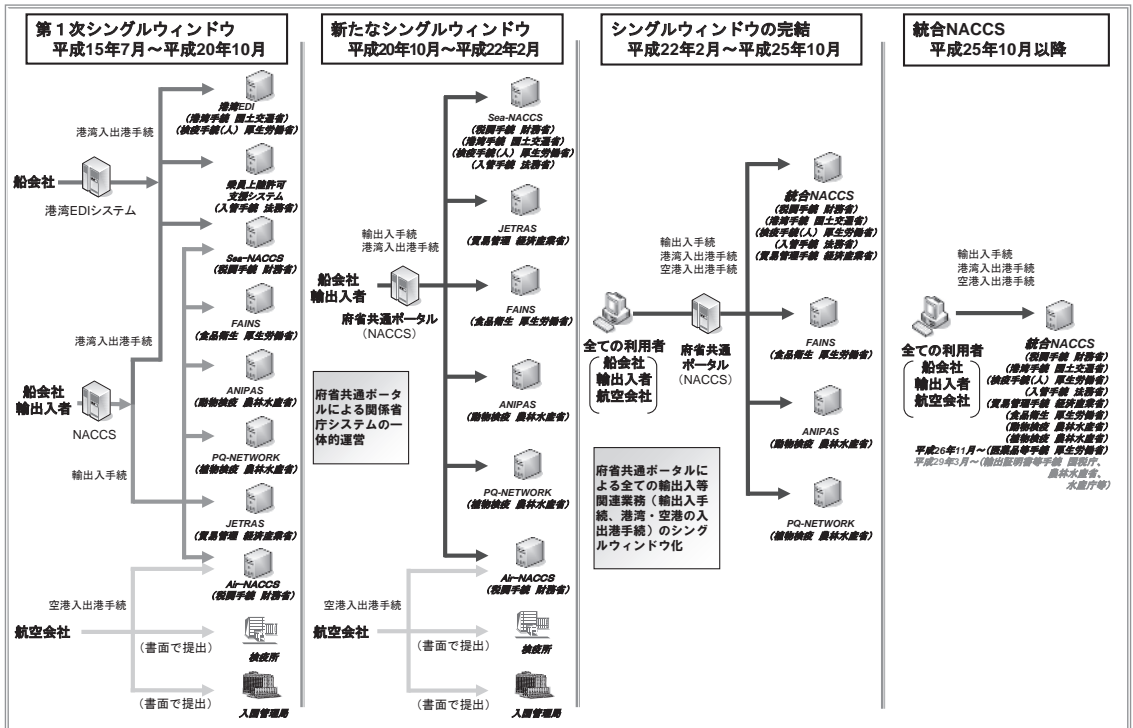 第１次シングルウィンドウ
平成15年7月～平成20年10月
港湾EDI
(港湾手続 国土交通省)
(検疫手続(人) 厚生労働省)
港湾入出港手続
船会社
港湾EDIシステム
乗員上陸許可
支援システム
(入管手続 法務省)
Sea-NACCS
(税関手続 財務省)
FAINS
(食品衛生 厚生労働省)
港湾入出港手続
船会社
輸出入者
NACCS
ANIPAS
(動物検疫 農林水産省)
PQ-NETWORK
(植物検疫 農林水産省)
輸出入手続
JETRAS
(貿易管理 経済産業省)
Air-NACCS
(税関手続 財務省)
空港入出港手続
航空会社
(書面で提出)
検疫所
(書面で提出)
入国管理局
新たなシングルウィンドウ
平成20年10月～平成22年2月
Sea-NACCS
(税関手続 財務省)
(港湾手続 国土交通省)
(検疫手続(人) 厚生労働省)
(入管手続 法務省)
JETRAS
(貿易管理 経済産業省)
輸出入手続
港湾入出港手続
船会社
輸出入者
府省共通ポータル
(NACCS)
FAINS
(食品衛生 厚生労働省)
府省共通ポータ
ルによる関係省
庁システムの一
体的運営
ANIPAS
(動物検疫 農林水産省)
PQ-NETWORK
(植物検疫 農林水産省)
Air-NACCS
(税関手続 財務省)
空港入出港手続
航空会社
(書面で提出)
検疫所
(書面で提出)
入国管理局
シングルウィンドウの完結
平成22年2月～平成25年10月
統合NACCS
(税関手続 財務省)
(港湾手続 国土交通省)
(検疫手続(人) 厚生労働省)
(入管手続 法務省)
(貿易管理手続 経済産業省)
輸出入手続
港湾入出港手続
空港入出港手続
全ての利用者
船会社
輸出入者
航空会社
府省共通
ポータル
(NACCS)
FAINS
(食品衛生 厚生労働省)
ANIPAS
(動物検疫 農林水産省)
PQ-NETWORK
(植物検疫 農林水産省)
府省共通ポータルに
よる全ての輸出入等
関連業務（輸出入手
続、港湾・空港の入
出港手続）のシング
ルウィンドウ化
統合NACCS
平成25年10月以降
輸出入手続
港湾入出港手続
空港入出港手続
全ての利用者
船会社
輸出入者
航空会社
統合NACCS
(税関手続 財務省)
(港湾手続 国土交通省)
(検疫手続(人) 厚生労働省)
(入管手続 法務省)
(貿易管理手続 経済産業省)
(食品衛生 厚生労働省)
(動物検疫 農林水産省)
(植物検疫 農林水産省)
平成26年11月～(医薬品等手続 厚生労働省)
平成29年3月～(輸出証明書等手続 国税庁、
農林水産省、
水産庁等)